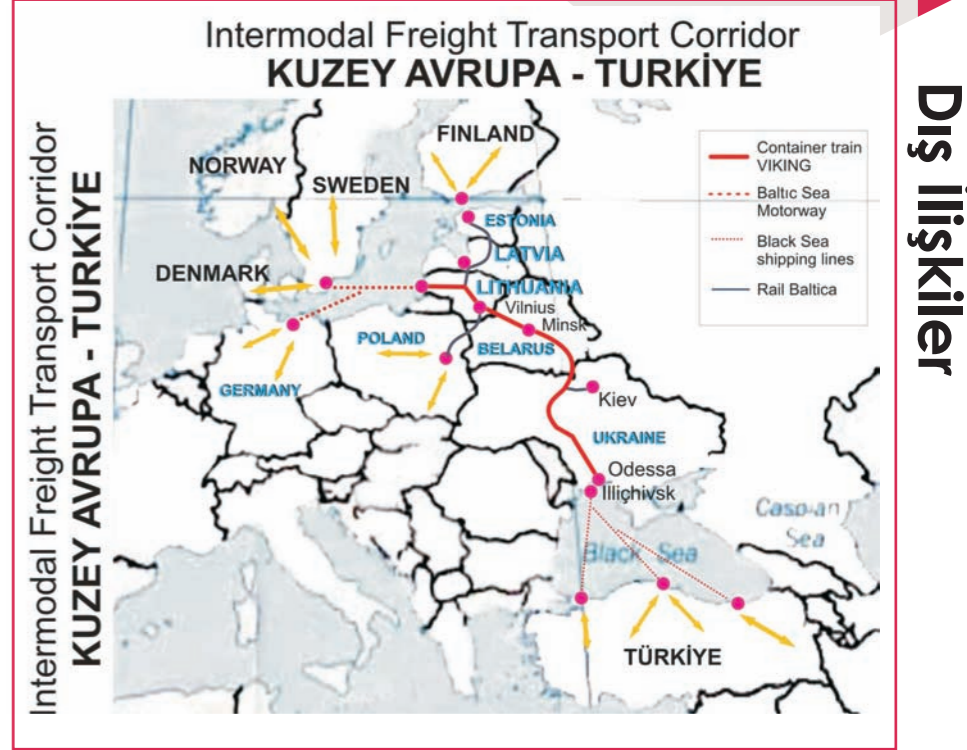 Intermodal Freight Transport Corridor
KUZEY AVRUPA - TURKİYE
Intermodal Freight Transport Corridor
KUZEY AVRUPA - TURKİYE
Dış İlişkiler
Container train
VIKING
Baltıc Sea
Motorway
Black Sea
shipping lines
Rail Baltica
FINLAND
NORWAY
SWEDEN
ESTONIA
LATVIA
DENMARK
LITHUANIA
Vilnius
Minsk
POLAND
BELARUS
GERMANY
Kiev
UKRAINE
Odessa
Illiçhivsk
Caspian
Sea
Black Sea
TÜRKİYE